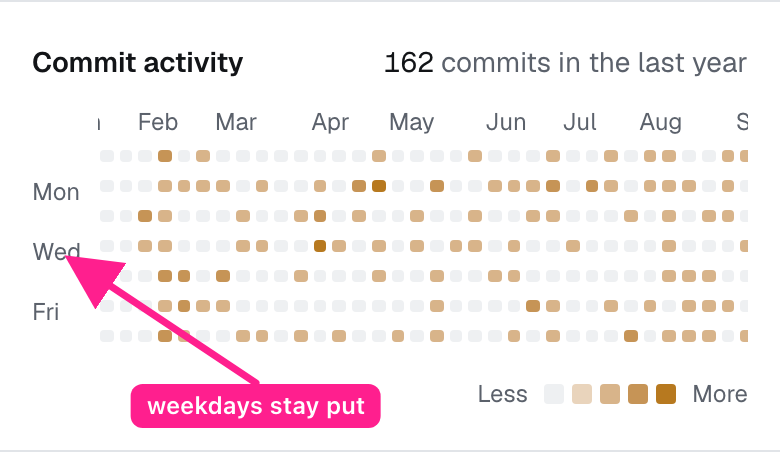 Commit activity
162 commits in the last year
Feb Mar Apr May Jun Jul Aug S
Mon
Wed
Fri
weekdays stay put
Less More